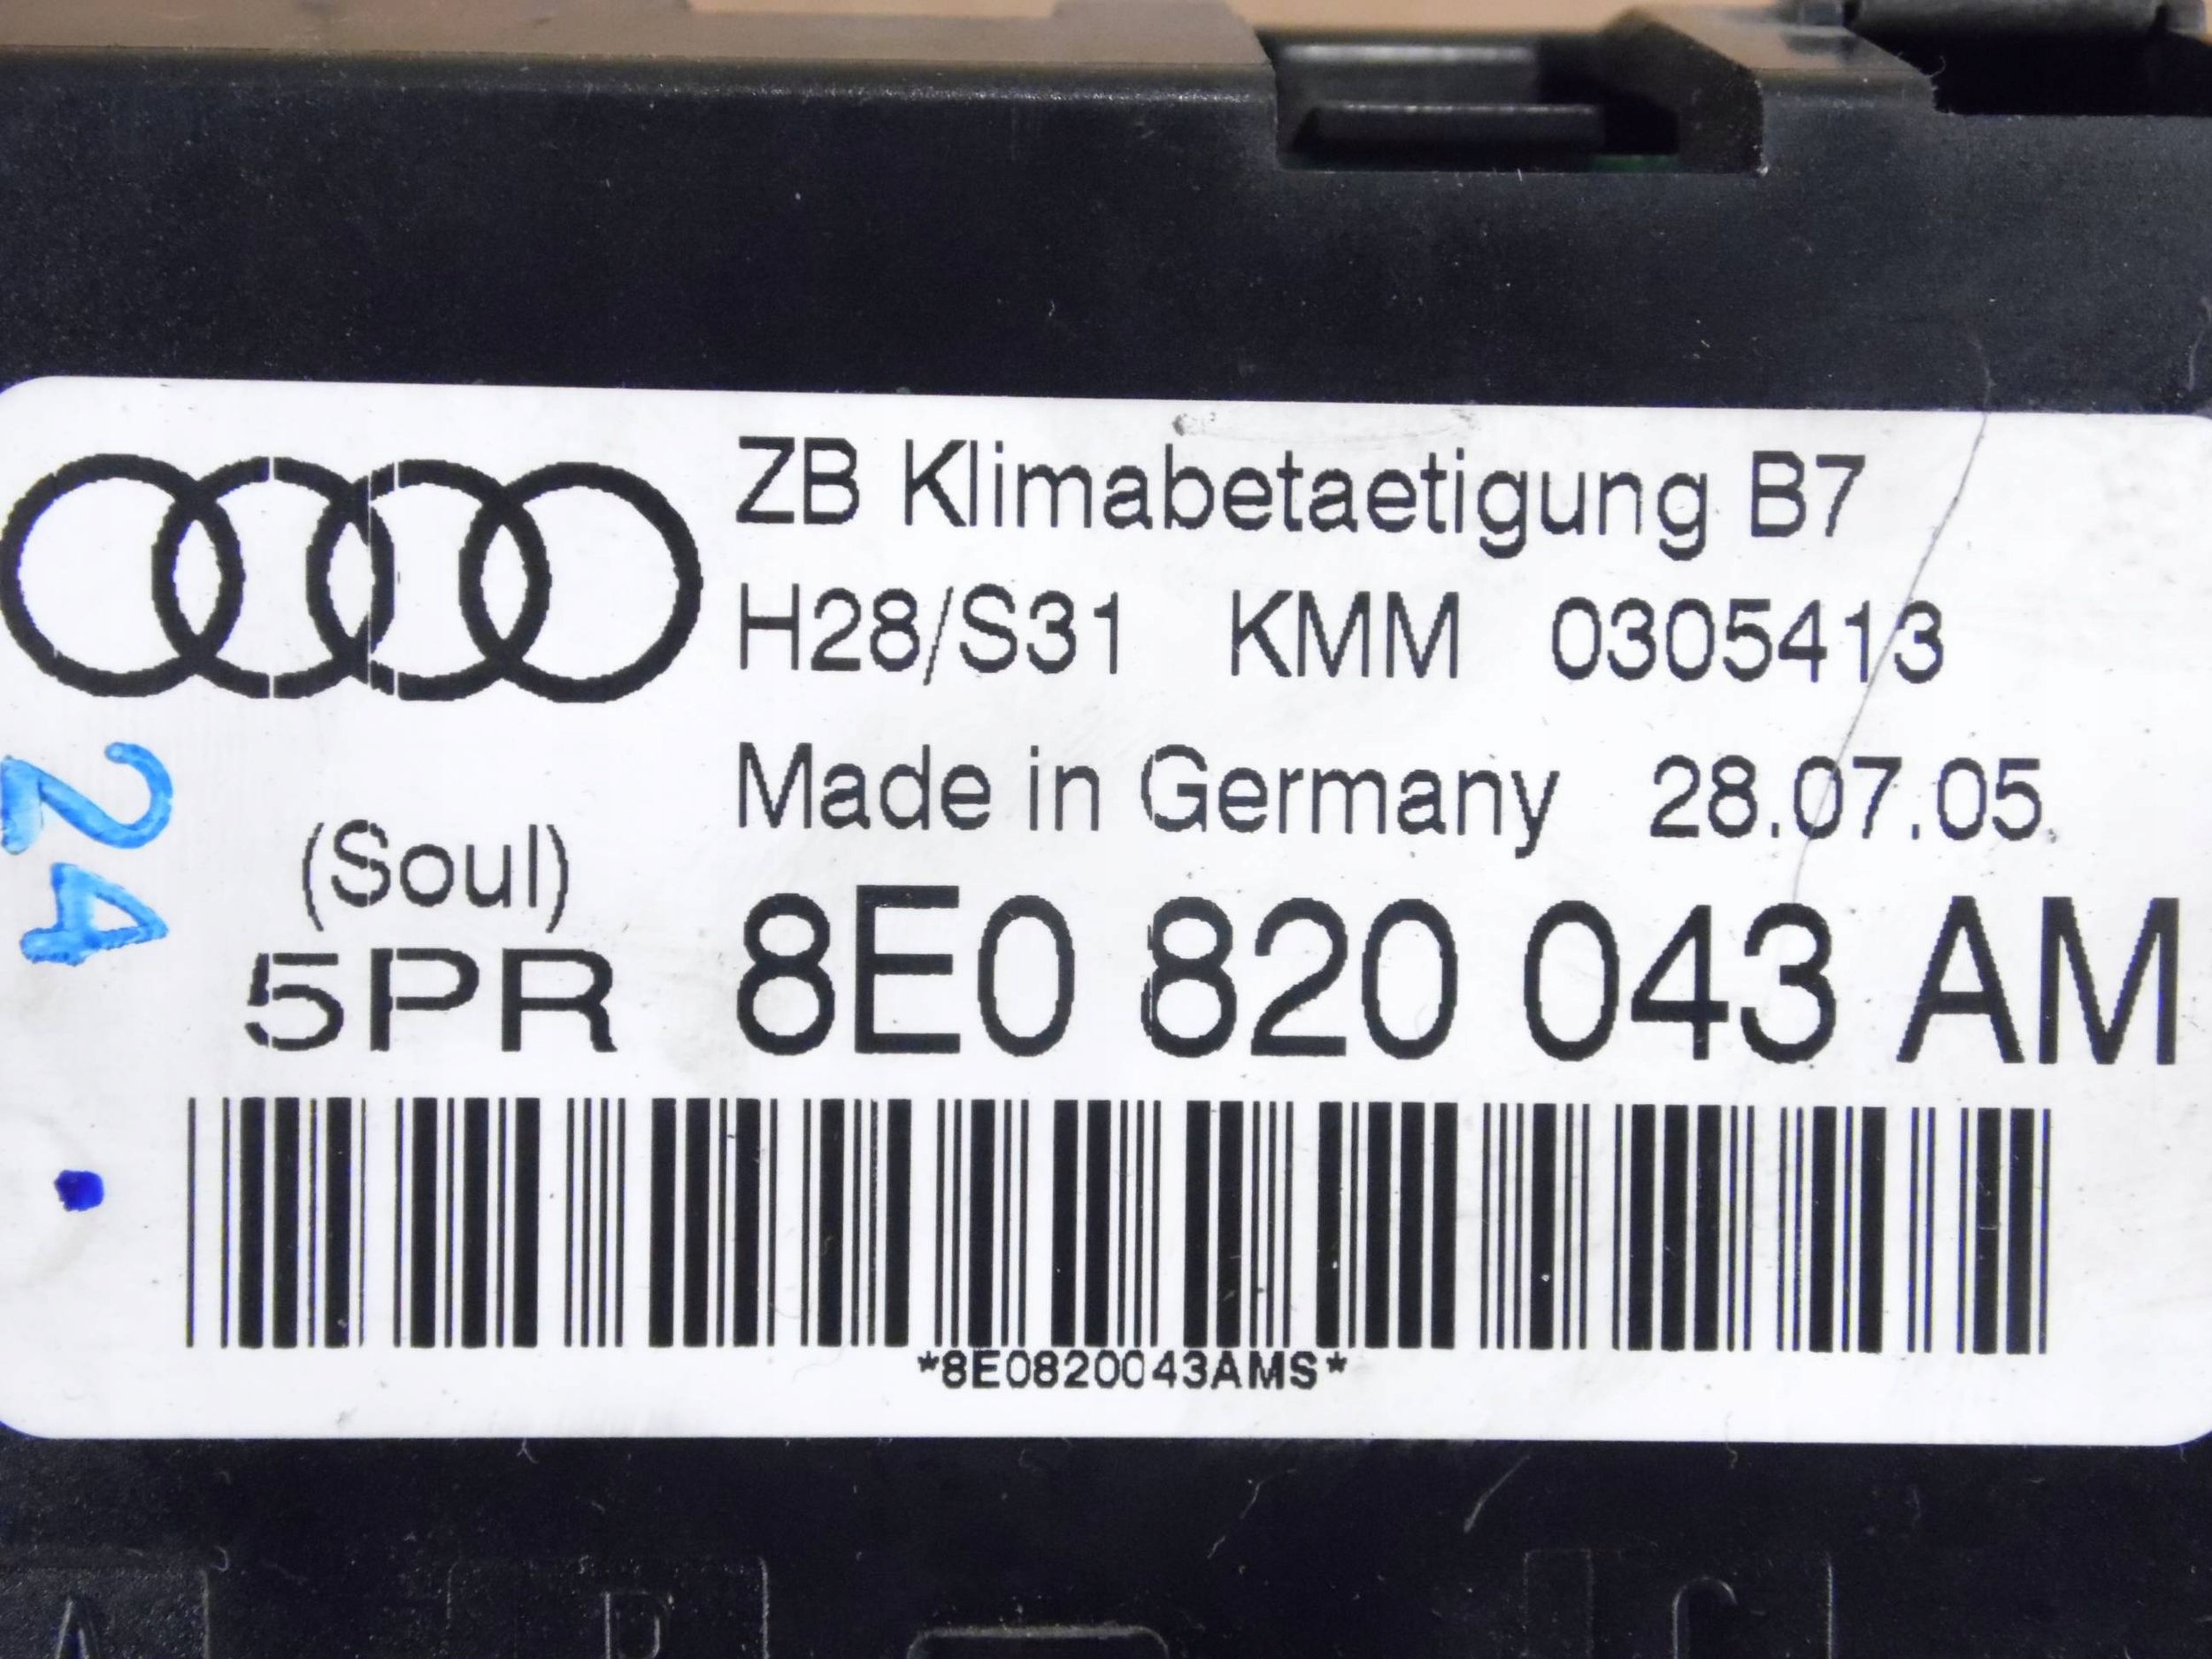 ZB Klimabetaetigung B7
H28/S31 KMM 0305413
Made in Germany 28.07.05
24
(Soul)
5PR 8E0 820 043 AM
*8E0820043AMS*
A
C